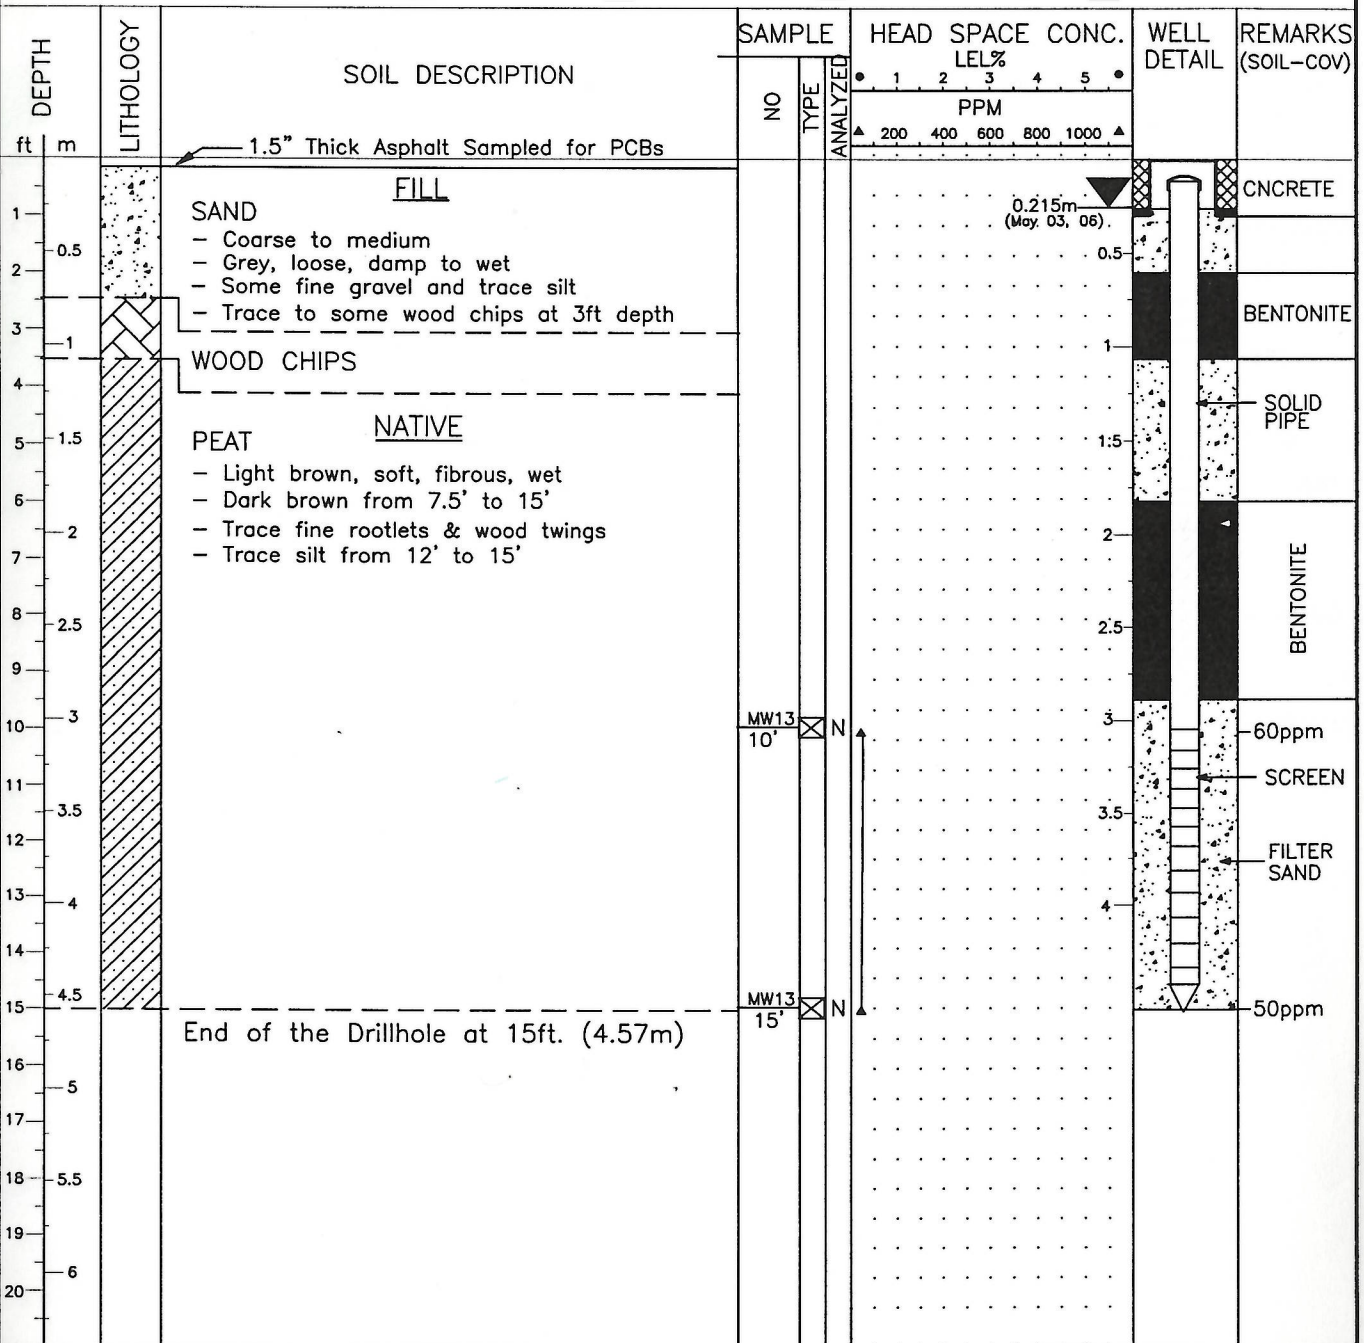 DEPTH
ft m
LITHOLOGY
SOIL DESCRIPTION
SAMPLE
NO
TYPE
ANALYZED
HEAD SPACE CONC.
LEL%
1 2 3 4 5
PPM
200 400 600 800 1000
WELL
DETAIL
REMARKS
(SOIL-COV)
1.5" Thick Asphalt Sampled for PCBs
FILL
SAND
- Coarse to medium
- Grey, loose, damp to wet
- Some fine gravel and trace silt
- Trace to some wood chips at 3ft depth
WOOD CHIPS
NATIVE
PEAT
- Light brown, soft, fibrous, wet
- Dark brown from 7.5' to 15'
- Trace fine rootlets & wood twings
- Trace silt from 12' to 15'
End of the Drillhole at 15ft. (4.57m)
1
2
3
4
5
6
7
8
9
10
11
12
13
14
15
16
17
18
19
20
0.5
1
1.5
2
2.5
3
3.5
4
4.5
5
5.5
6
MW13
10'
N
MW13
15'
N
0.215m
(May. 03, 06)
0.5
1
1:5
2
2.5
3
3.5
4
CNCRETE
BENTONITE
SOLID
PIPE
BENTONITE
60ppm
SCREEN
FILTER
SAND
50ppm